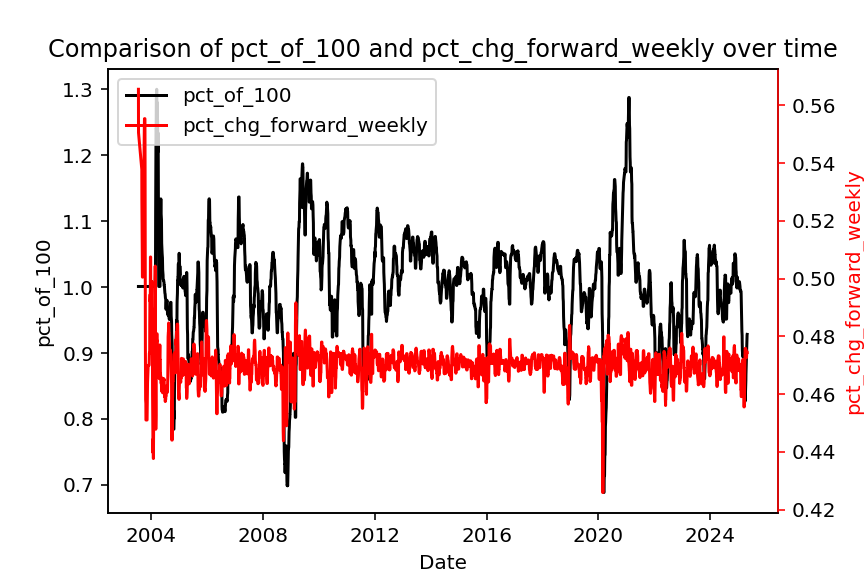 Comparison of pct_of_100 and pct_chg_forward_weekly over time
pct_of_100
pct_chg_forward_weekly
1.3
1.2
1.1
1.0
0.9
0.8
0.7
pct_of_100
0.56
0.54
0.52
0.50
0.48
0.46
0.44
0.42
pct_chg_forward_weekly
2004 2008 2012 2016 2020 2024
Date